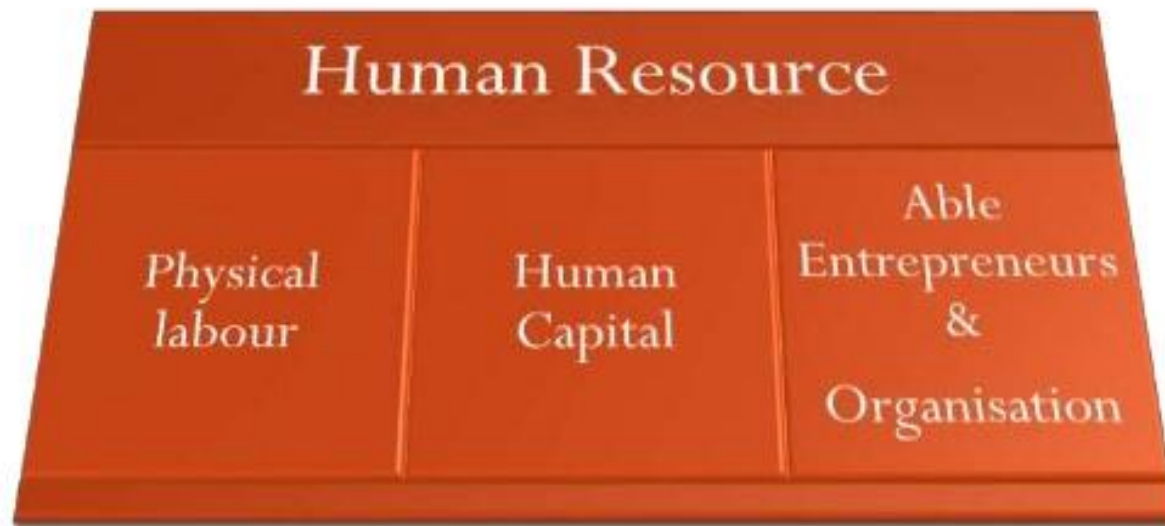 Human Resource
Physical
labour
Human
Capital
Able
Entrepreneurs
&
Organisation